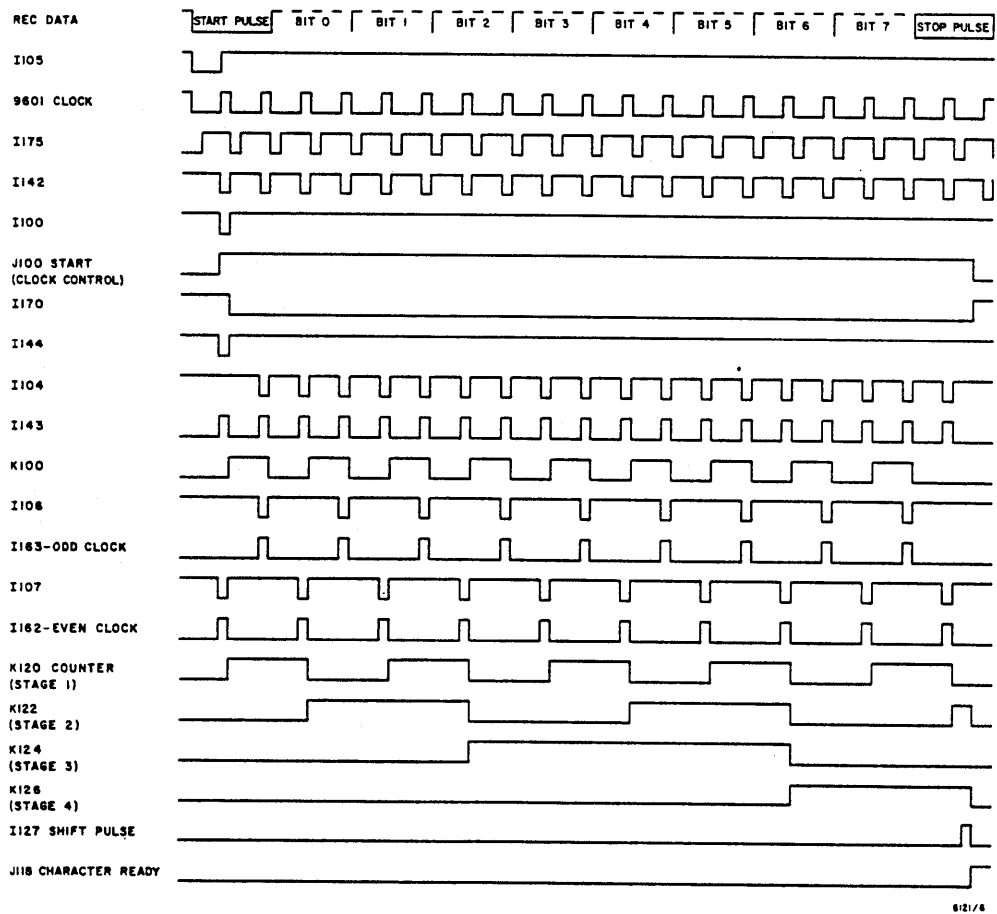 REC DATA START PULSE BIT 0 BIT 1 BIT 2 BIT 3 BIT 4 BIT 5 BIT 6 BIT 7 STOP PULSE
I105
9601 CLOCK
I175
I142
I100
J100 START
(CLOCK CONTROL)
I170
I144
I104
I143
K100
I106
I163-ODD CLOCK
I107
I162-EVEN CLOCK
K120 COUNTER
(STAGE 1)
K122
(STAGE 2)
K124
(STAGE 3)
K126
(STAGE 4)
I127 SHIFT PULSE
J118 CHARACTER READY
6121/6